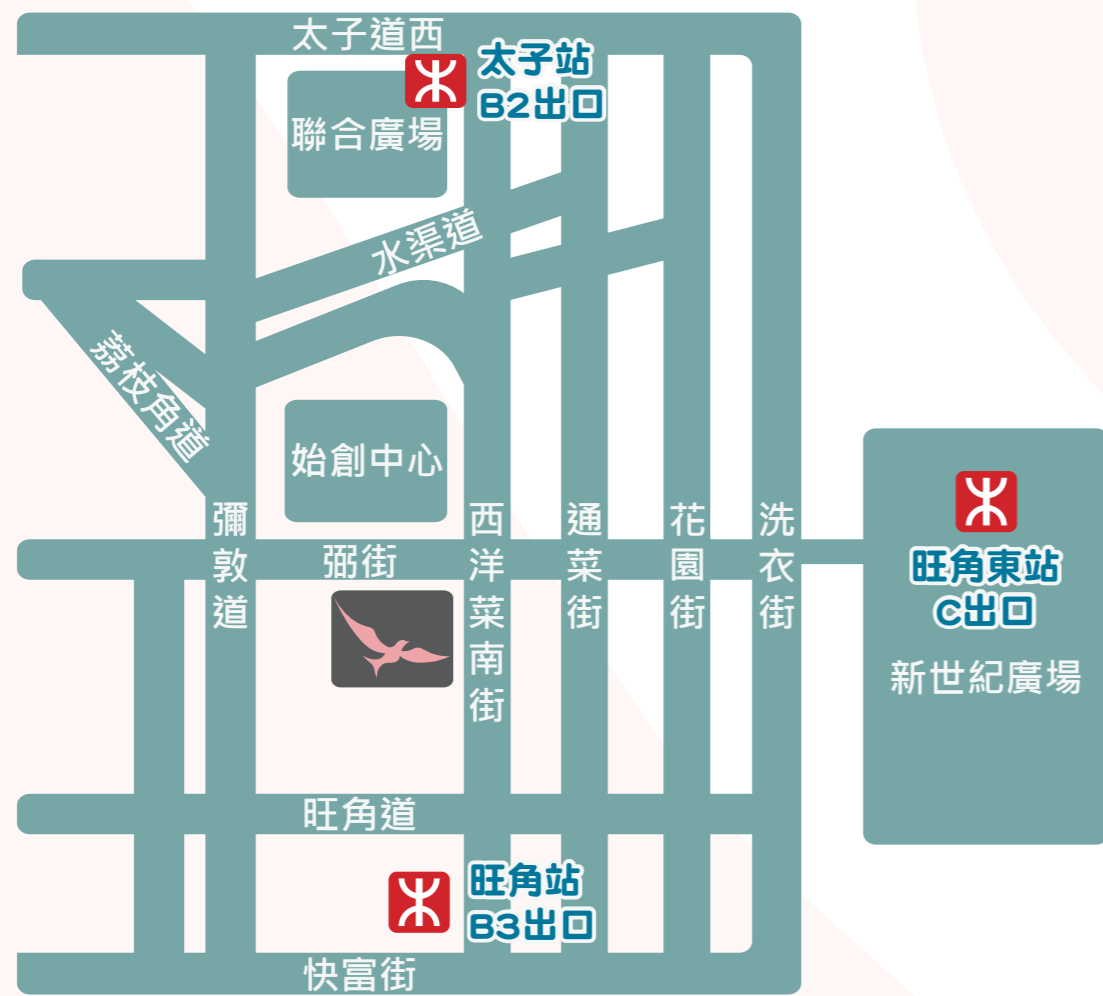 太子道西
太子站
B2出口
聯合廣場
水渠道
荔枝角道
始創中心
彌敦道
弼街
西洋菜南街
通菜街
花園街
洗衣街
旺角東站
C出口
新世紀廣場
旺角道
旺角站
B3出口
快富街